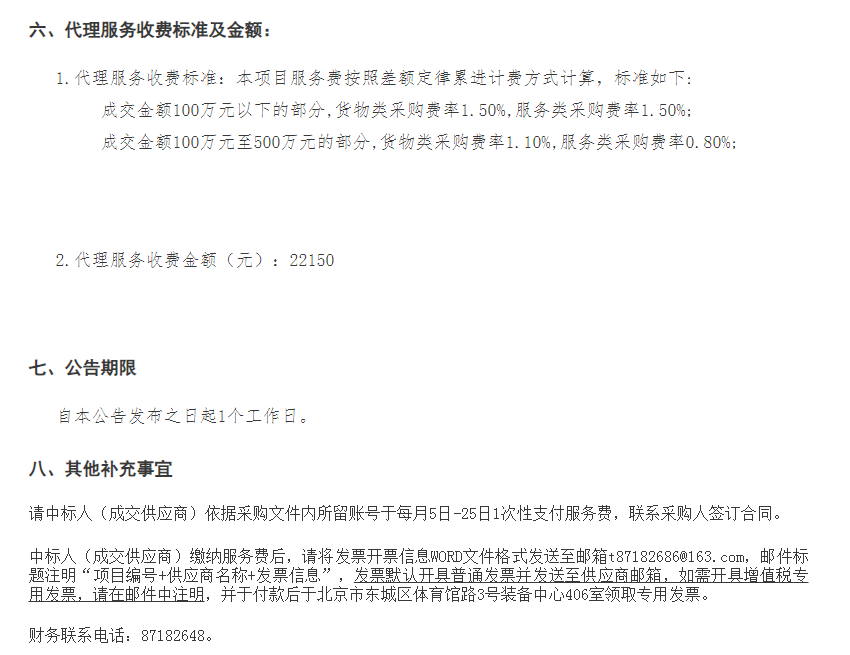 六、代理服务收费标准及金额：
1.代理服务收费标准：本项目服务费按照差额定律累进计费方式计算，标准如下:
成交金额100万元以下的部分,货物类采购费率1.50%,服务类采购费率1.50%;
成交金额100万元至500万元的部分,货物类采购费率1.10%,服务类采购费率0.80%;
2.代理服务收费金额（元）：22150
七、公告期限
自本公告发布之日起1个工作日。
八、其他补充事宜
请中标人（成交供应商）依据采购文件内所留账号于每月5日-25日1次性支付服务费，联系采购人签订合同。
中标人（成交供应商）缴纳服务费后，请将发票开票信息WORD文件格式发送至邮箱t87182686@163.com，邮件标
题注明“项目编号+供应商名称+发票信息”，发票默认开具普通发票并发送至供应商邮箱，如需开具增值税专
用发票，请在邮件中注明，并于付款后于北京市东城区体育馆路3号装备中心406室领取专用发票。
财务联系电话：87182648。